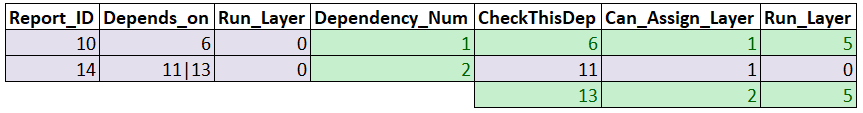 Report_ID Depends_on Run_Layer Dependency_Num CheckThisDep Can_Assign_Layer Run_Layer
10 6 0 1 6 1 5
14 11|13 0 2 11 1 0
13 2 5